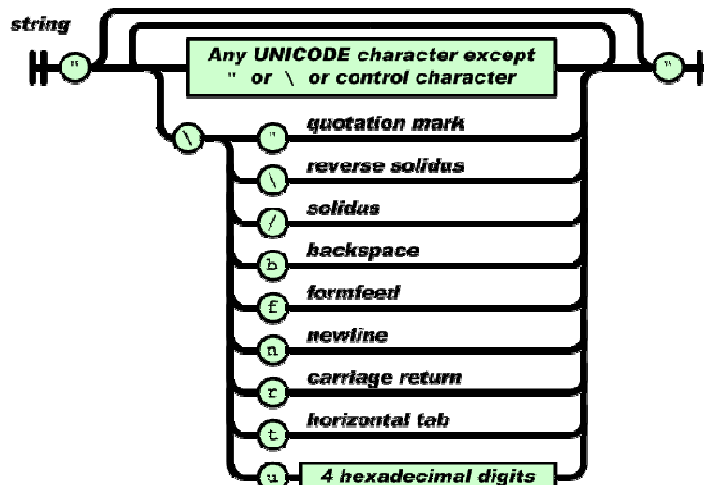 string
" Any UNICODE character except "
" or \ or control character
\
" quotation mark
\ reverse solidus
/ solidus
b backspace
f formfeed
n newline
r carriage return
t horizontal tab
u 4 hexadecimal digits